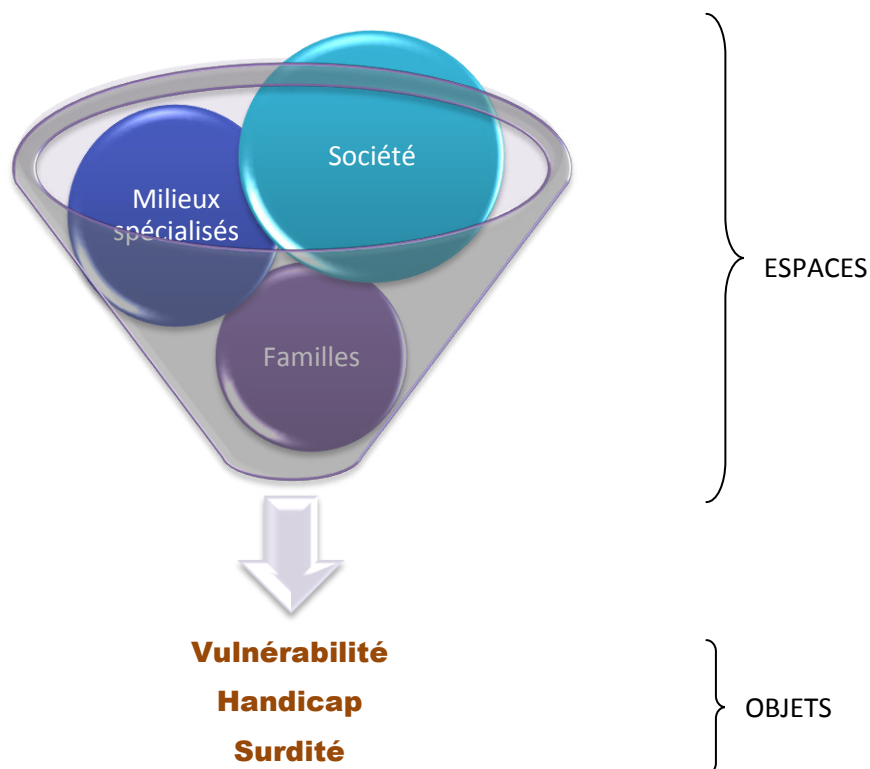 Société
Milieux
spécialisés
ESPACES
Familles
Vulnérabilité
Handicap
OBJETS
Surdité